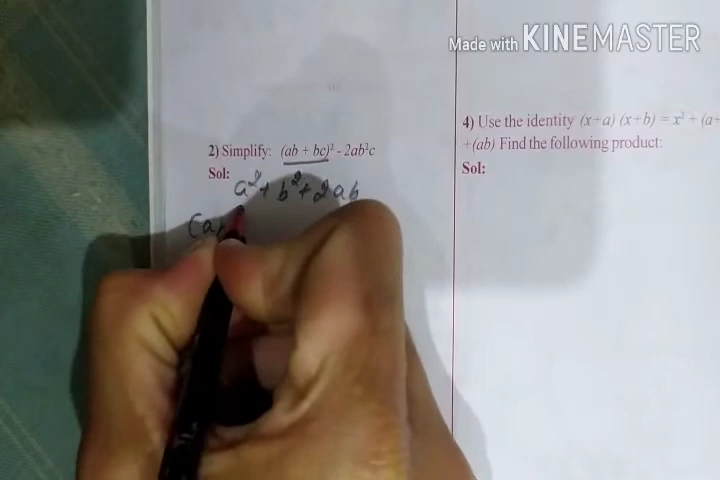 Made with KINEMASTER
2) Simplify: (ab + bc)² - 2ab²c
Sol:
a² + b² + 2ab
(a
4) Use the identity (x+a) (x+b) = x² + (a+
+(ab) Find the following product:
Sol: